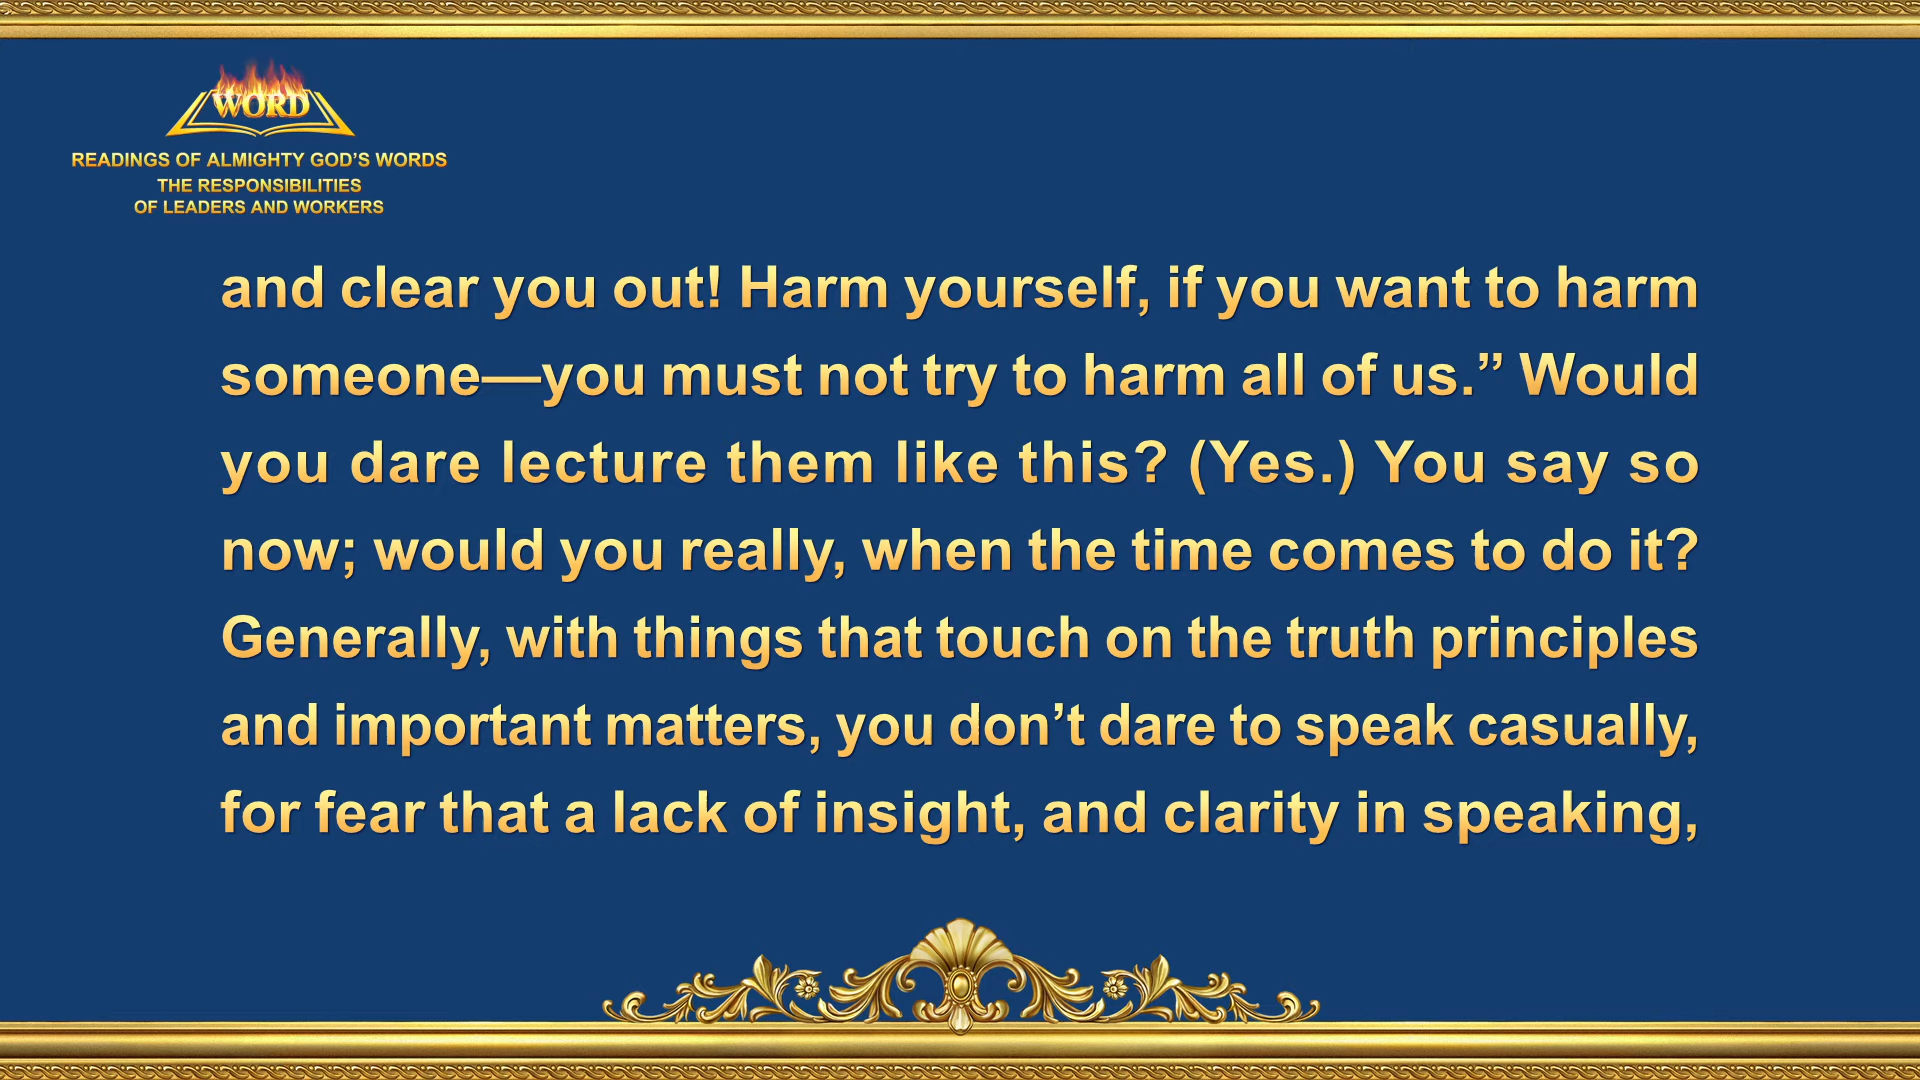 WORD
READINGS OF ALMIGHTY GOD’S WORDS
THE RESPONSIBILITIES
OF LEADERS AND WORKERS
and clear you out! Harm yourself, if you want to harm
someone—you must not try to harm all of us.” Would
you dare lecture them like this? (Yes.) You say so
now; would you really, when the time comes to do it?
Generally, with things that touch on the truth principles
and important matters, you don’t dare to speak casually,
for fear that a lack of insight, and clarity in speaking,